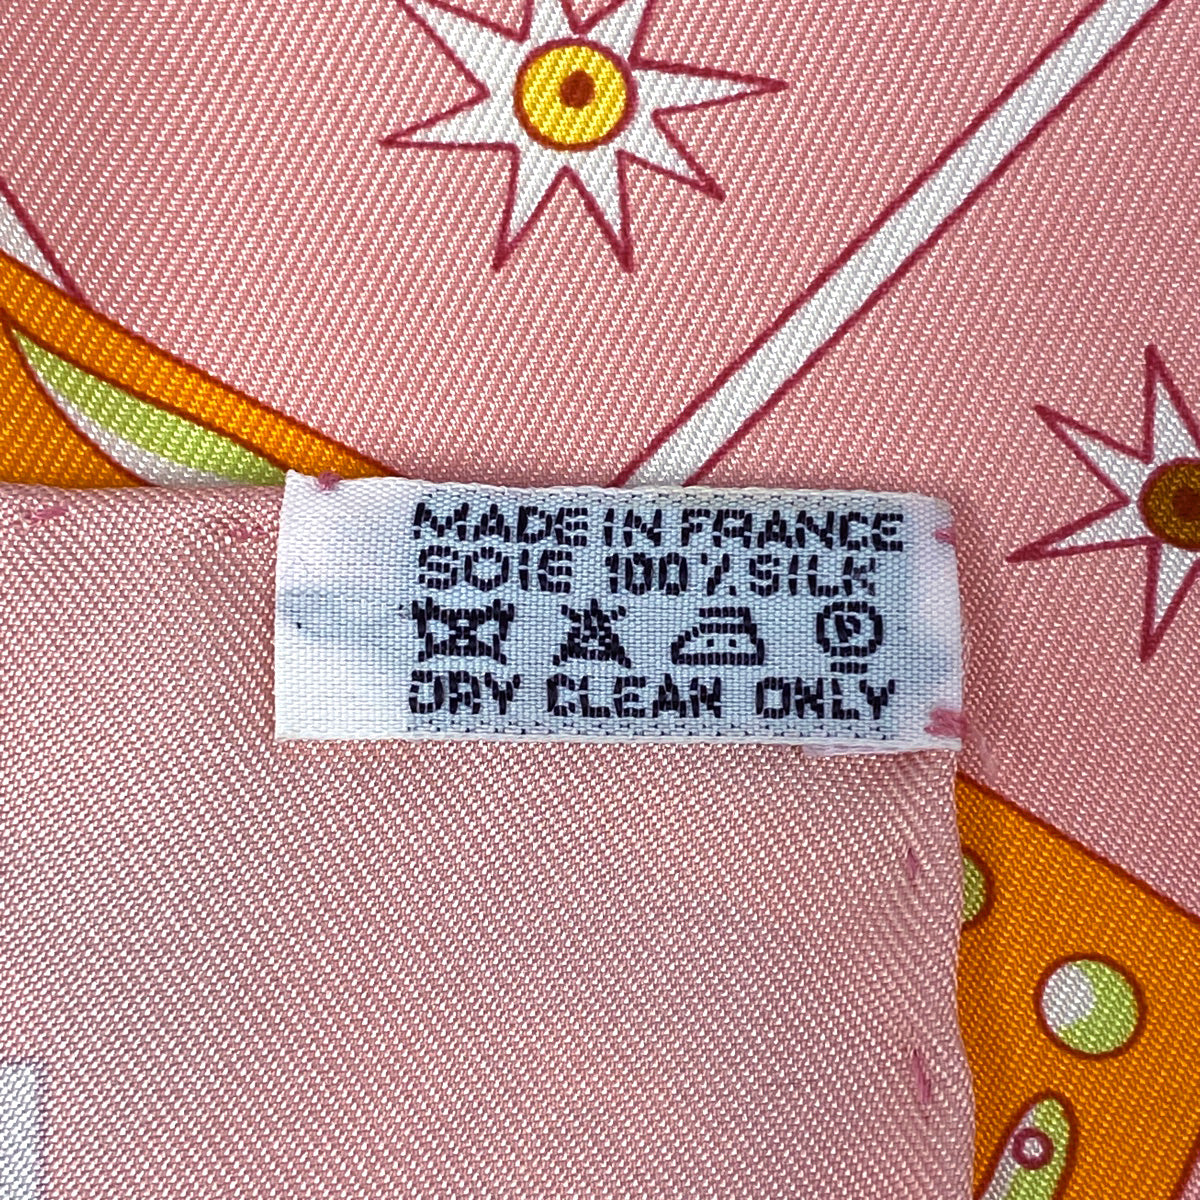 MADE IN FRANCE
SOIE 100% SILK
P
DRY CLEAN ONLY